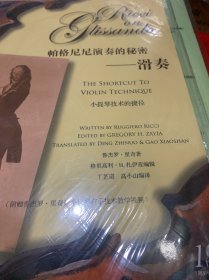 Ricci
on
Glissando
帕格尼尼演奏的秘密
滑奏
THE SHORTCUT TO
VIOLIN TECHNIQUE
小提琴技术的捷径
WRITTEN BY RUGGIERO RICCI
EDITED BY GREGORY H. ZAYIA
TRANSLATED BY DING ZHINUO & GAO XIAOSHAN
鲁杰罗·里奇著
格里高利·H.扎伊亚编辑
丁芷诺 高小山编译